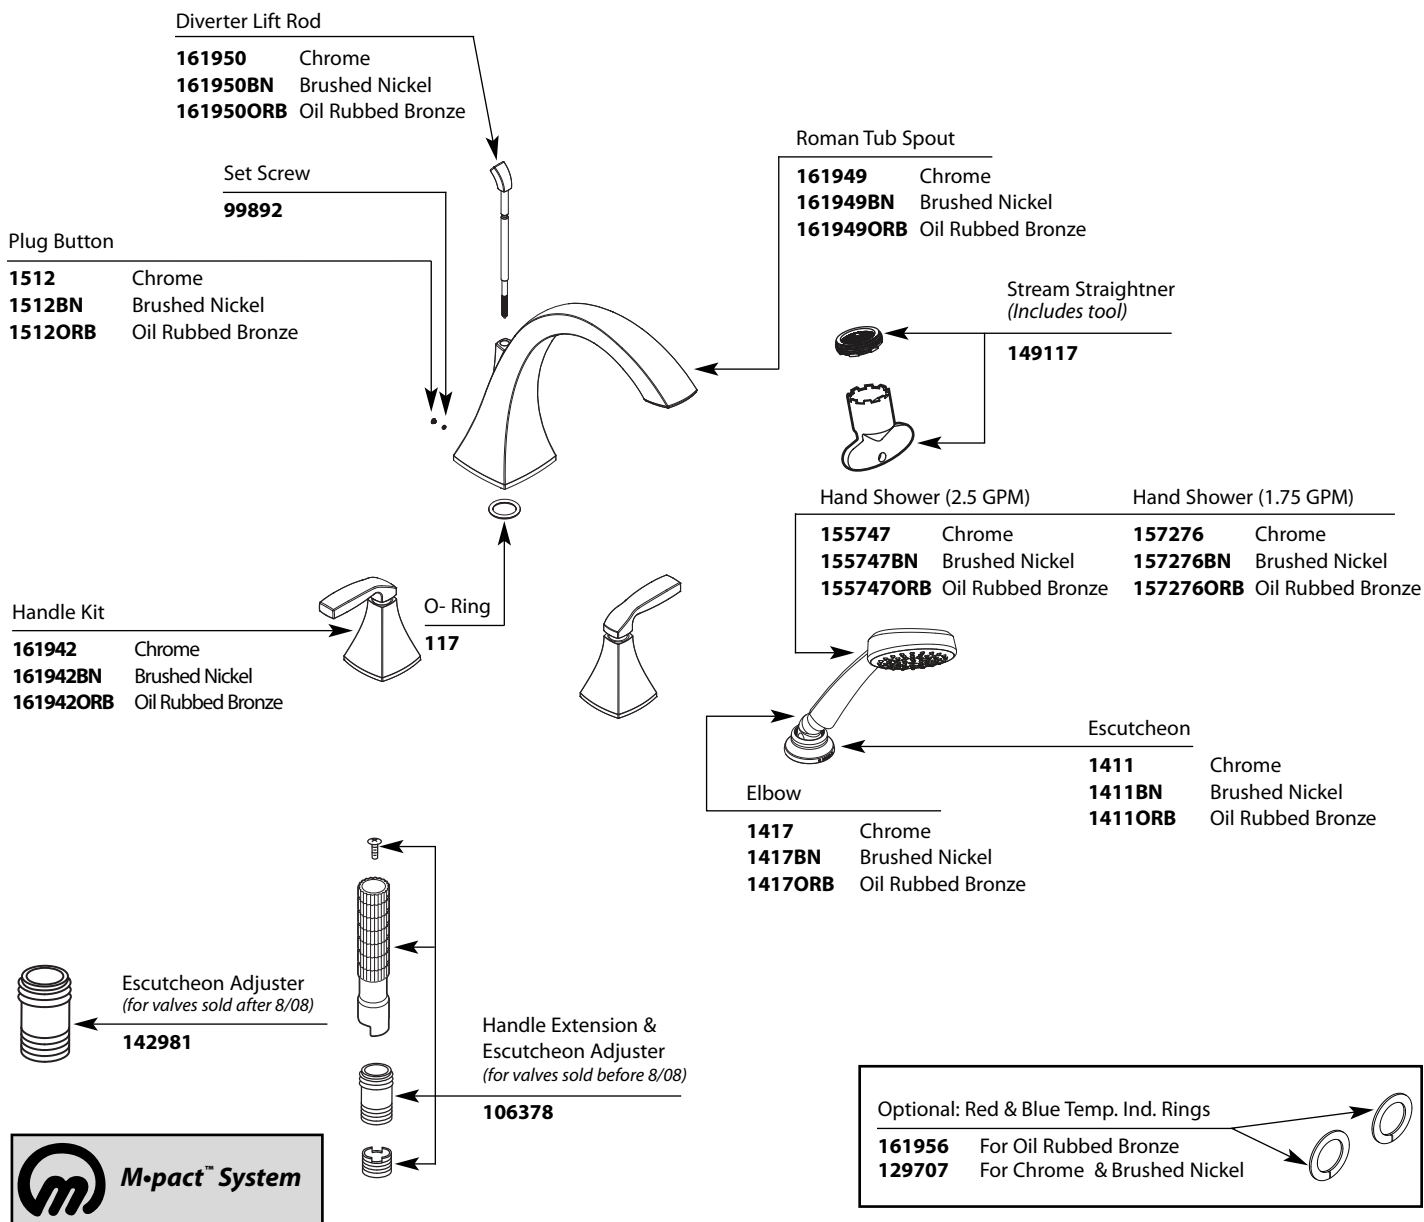 Diverter Lift Rod
161950 Chrome
161950BN Brushed Nickel
161950ORB Oil Rubbed Bronze
Set Screw
99892
Plug Button
1512 Chrome
1512BN Brushed Nickel
1512ORB Oil Rubbed Bronze
Roman Tub Spout
161949 Chrome
161949BN Brushed Nickel
161949ORB Oil Rubbed Bronze
Stream Straightner
(Includes tool)
149117
Hand Shower (2.5 GPM)
155747 Chrome
155747BN Brushed Nickel
155747ORB Oil Rubbed Bronze
Hand Shower (1.75 GPM)
157276 Chrome
157276BN Brushed Nickel
157276ORB Oil Rubbed Bronze
Handle Kit
161942 Chrome
161942BN Brushed Nickel
161942ORB Oil Rubbed Bronze
O- Ring
117
Escutcheon
1411 Chrome
1411BN Brushed Nickel
1411ORB Oil Rubbed Bronze
Elbow
1417 Chrome
1417BN Brushed Nickel
1417ORB Oil Rubbed Bronze
Escutcheon Adjuster
(for valves sold after 8/08)
142981
Handle Extension &
Escutcheon Adjuster
(for valves sold before 8/08)
106378
M•pact™ System
Optional: Red & Blue Temp. Ind. Rings
161956 For Oil Rubbed Bronze
129707 For Chrome & Brushed Nickel